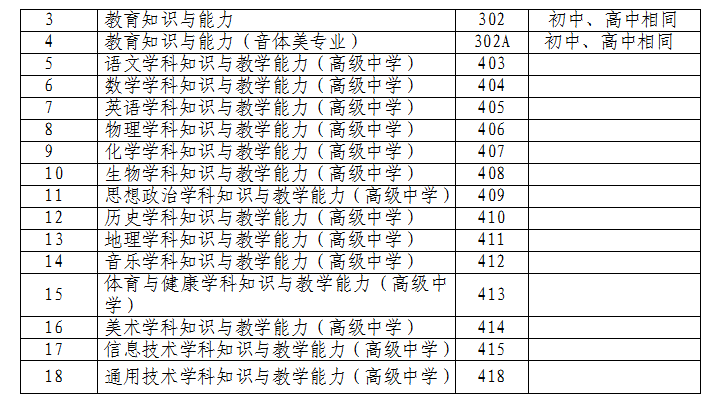 3 教育知识与能力 302 初中、高中相同
4 教育知识与能力（音体美专业） 302A 初中、高中相同
5 语文学科知识与教学能力（高级中学） 403
6 数学学科知识与教学能力（高级中学） 404
7 英语学科知识与教学能力（高级中学） 405
8 物理学科知识与教学能力（高级中学） 406
9 化学学科知识与教学能力（高级中学） 407
10 生物学科知识与教学能力（高级中学） 408
11 思想政治学科知识与教学能力（高级中学） 409
12 历史学科知识与教学能力（高级中学） 410
13 地理学科知识与教学能力（高级中学） 411
14 音乐学科知识与教学能力（高级中学） 412
15 体育与健康学科知识与教学能力（高级中
学） 413
16 美术学科知识与教学能力（高级中学） 414
17 信息技术学科知识与教学能力（高级中学） 415
18 通用技术学科知识与教学能力（高级中学） 418